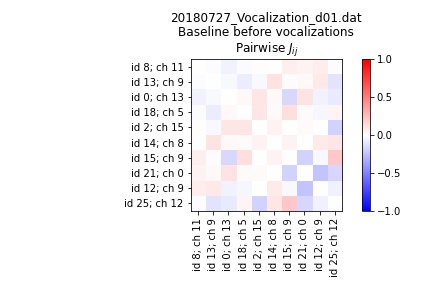 20180727_Vocalization_d01.dat
Baseline before vocalizations
Pairwise J_ij
id 8; ch 11
id 13; ch 9
id 0; ch 13
id 18; ch 5
id 2; ch 15
id 14; ch 8
id 15; ch 9
id 21; ch 0
id 12; ch 9
id 25; ch 12
1.0
0.5
0.0
−0.5
−1.0
id 8; ch 11
id 13; ch 9
id 0; ch 13
id 18; ch 5
id 2; ch 15
id 14; ch 8
id 15; ch 9
id 21; ch 0
id 12; ch 9
id 25; ch 12